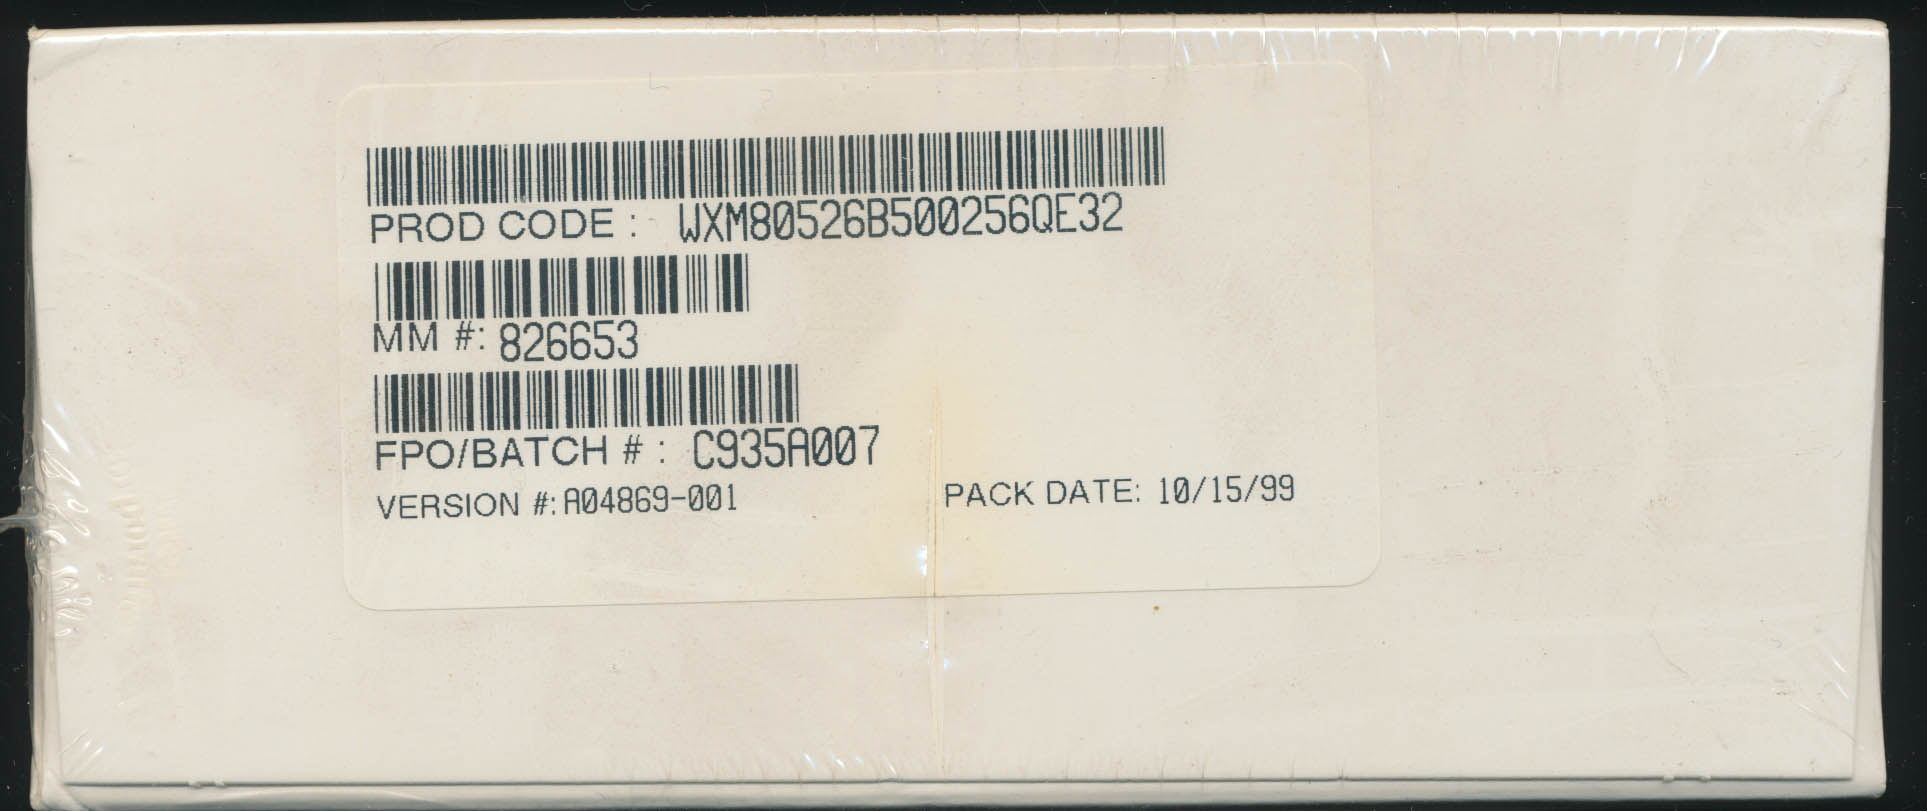 PROD CODE : WXM80526B500256QE32
MM #: 826653
FPO/BATCH # : C935A007
VERSION #: A04869-001
PACK DATE: 10/15/99